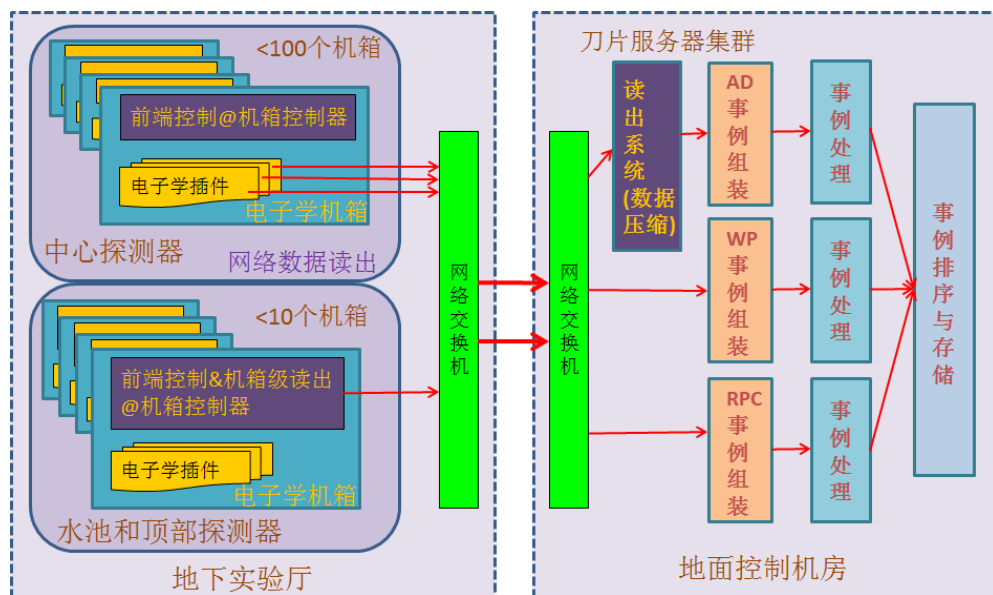 <100个机箱
前端控制@机箱控制器
电子学插件
电子学机箱
中心探测器
网络数据读出
<10个机箱
前端控制&机箱级读出
@机箱控制器
电子学插件
电子学机箱
水池和顶部探测器
地下实验厅
网络交换机
网络交换机
刀片服务器集群
读出系统
(数据
压缩)
AD
事例组装
事例处理
WP
事例组装
事例处理
RPC
事例组装
事例处理
事例排序与存储
地面控制机房